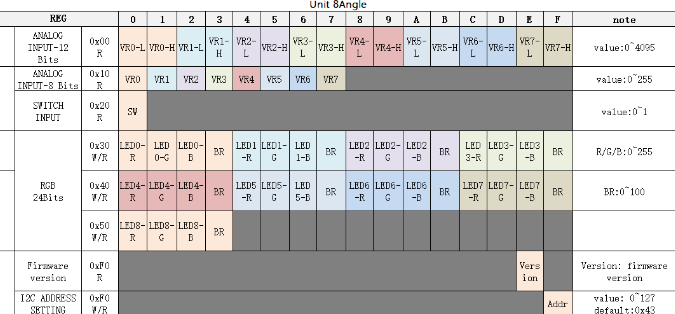 Unit 8Angle
REG 0 1 2 3 4 5 6 7 8 9 A B C D E F note
ANALOG INPUT-12 Bits 0x00 R VR0-L VR0-H VR1-L VR1-H VR2-L VR2-H VR3-L VR3-H VR4-L VR4-H VR5-L VR5-H VR6-L VR6-H VR7-L VR7-H value:0~4095
ANALOG INPUT-8 Bits 0x10 R VR0 VR1 VR2 VR3 VR4 VR5 VR6 VR7 value:0~255
SWITCH INPUT 0x20 R SW value:0~1
RGB 24Bits
0x30 W/R LED0-R LED 0-G LED0-B BR LED1-R LED1-G LED 1-B BR LED2-R LED2-G LED2-B BR LED 3-R LED3-G LED3-B BR R/G/B:0~255
0x40 W/R LED4-R LED4-G LED4-B BR LED5-R LED5-G LED 5-B BR LED6-R LED6-G LED6-B BR LED7-R LED7-G LED7-B BR BR:0~100
0x50 W/R LED8-R LED8-G LED8-B BR
Firmware version 0xF0 R Version Version: firmware version
I2C ADDRESS SETTING 0xF0 W/R Addr value: 0~127 default:0x43